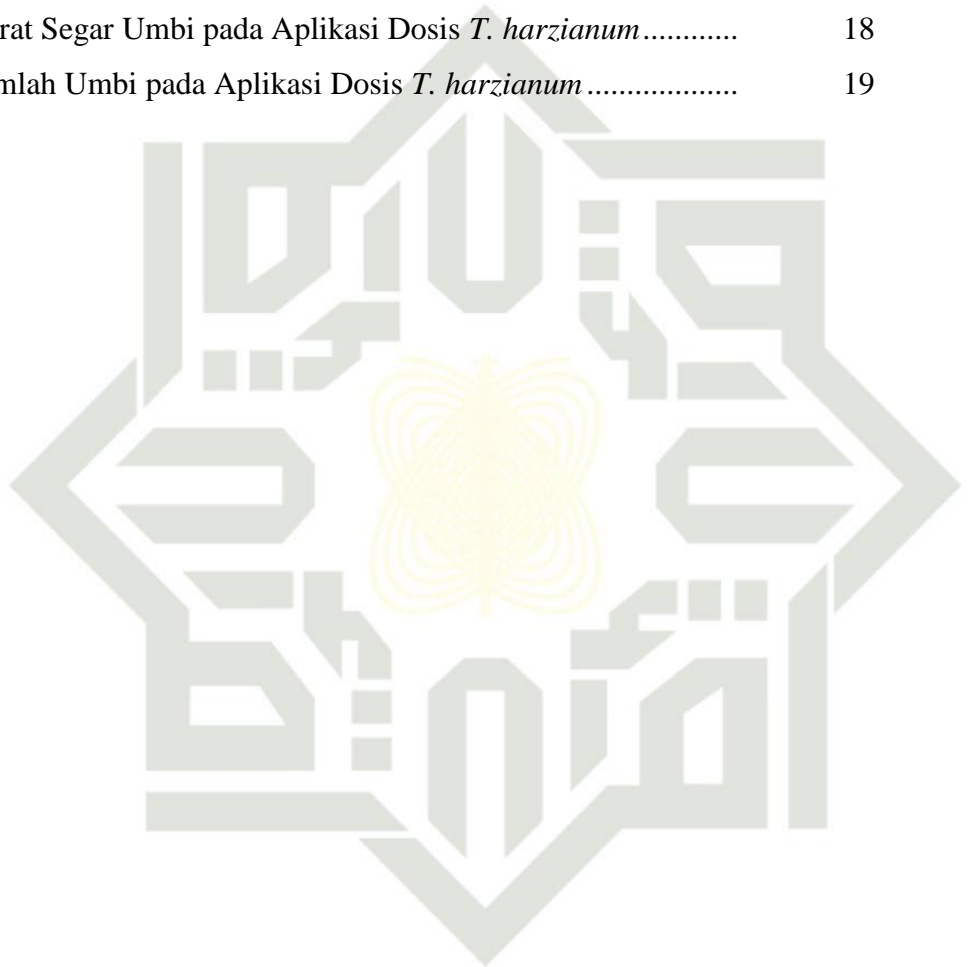 rat Segar Umbi pada Aplikasi Dosis T. harzianum............ 18
mlah Umbi pada Aplikasi Dosis T. harzianum ................... 19